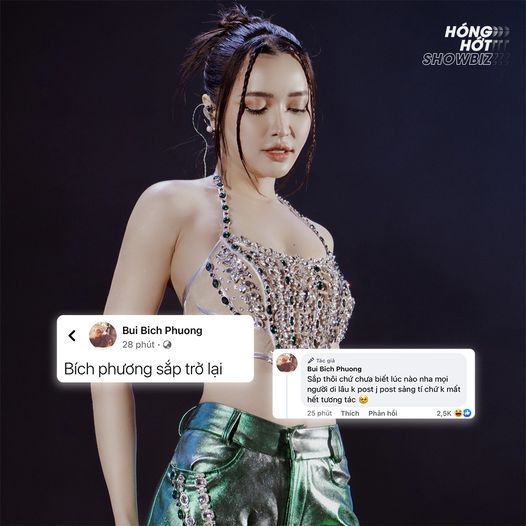 HÓNG
HỚT
SHOWBIZ
Bui Bich Phuong
28 phút ·
Bích phương sắp trở lại
Tác giả
Bui Bich Phuong
Sắp thôi chứ chưa biết lúc nào nha mọi
người ơi lâu k post j post sảng tí chứ k mất
hết tương tác 🥹
25 phút Thích Phản hồi 2,5K